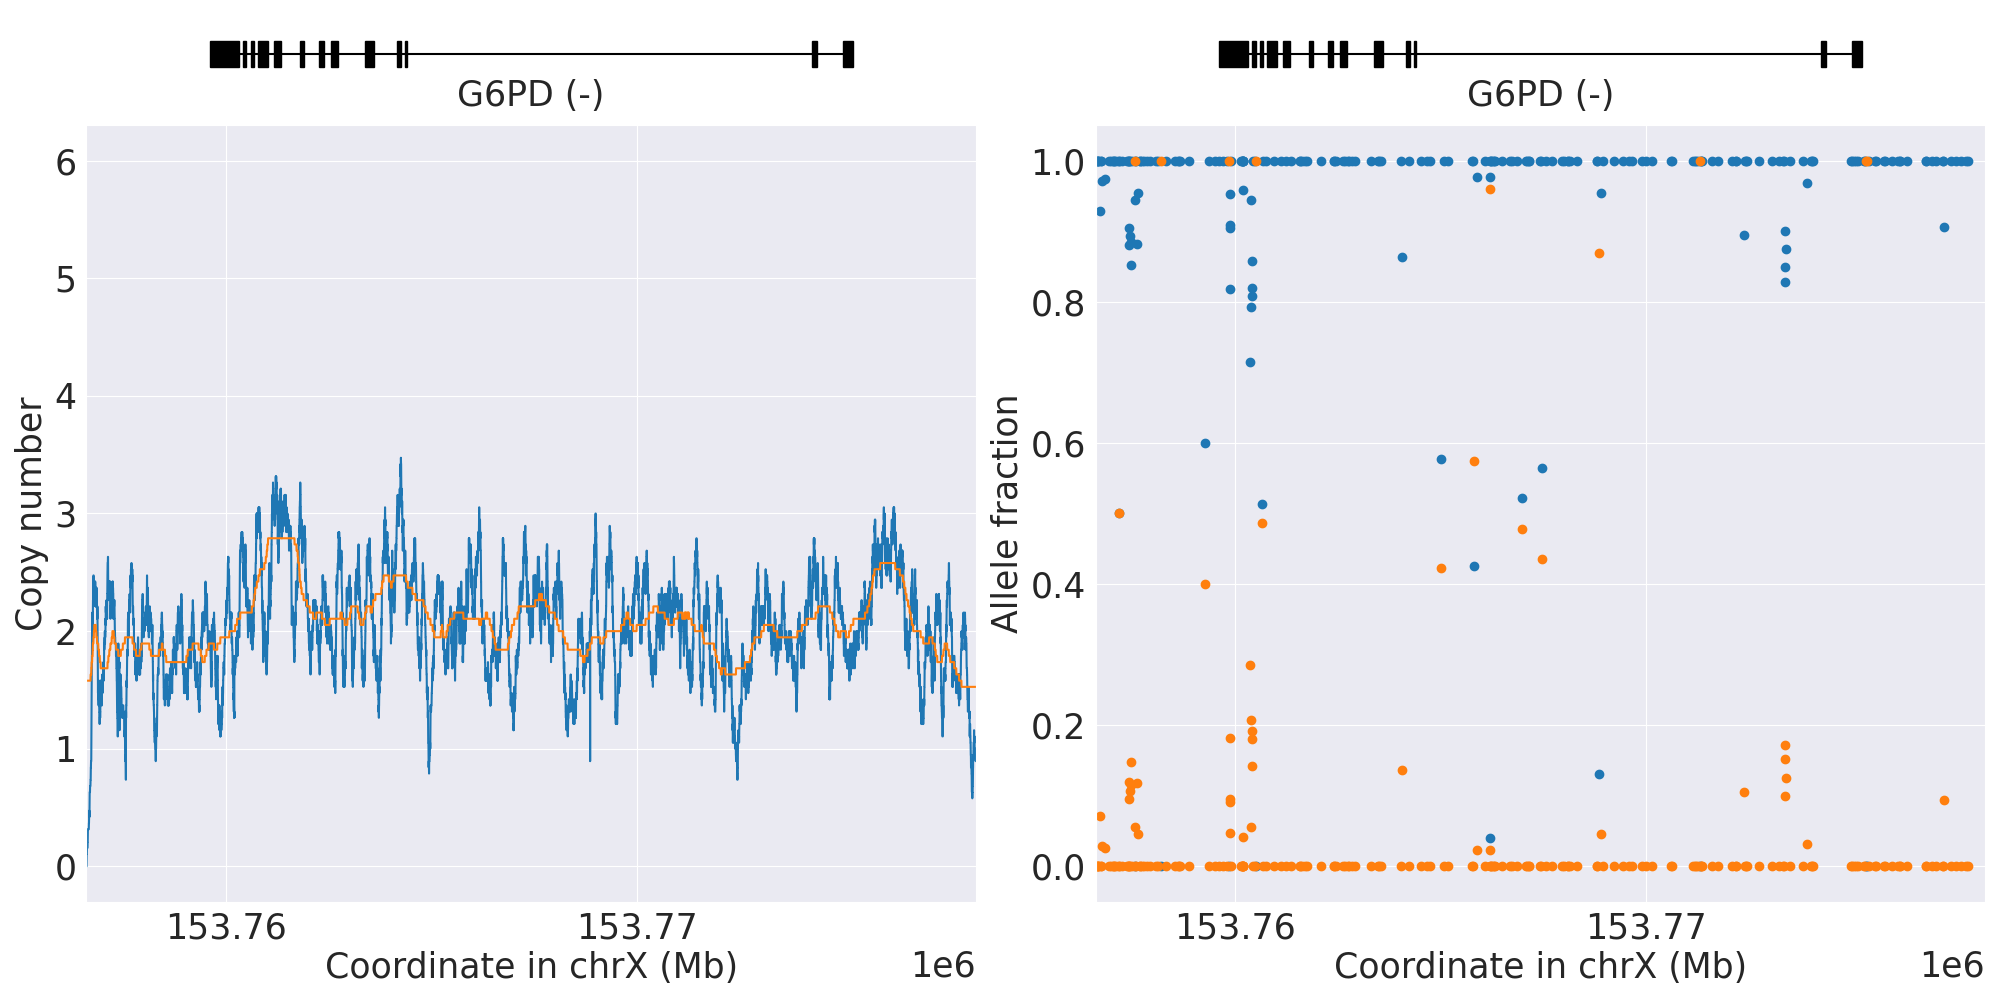 G6PD (-)
6
5
4
3
2
1
0
Copy number
153.76
153.77
Coordinate in chrX (Mb)
1e6
G6PD (-)
1.0
0.8
0.6
0.4
0.2
0.0
Allele fraction
153.76
153.77
Coordinate in chrX (Mb)
1e6